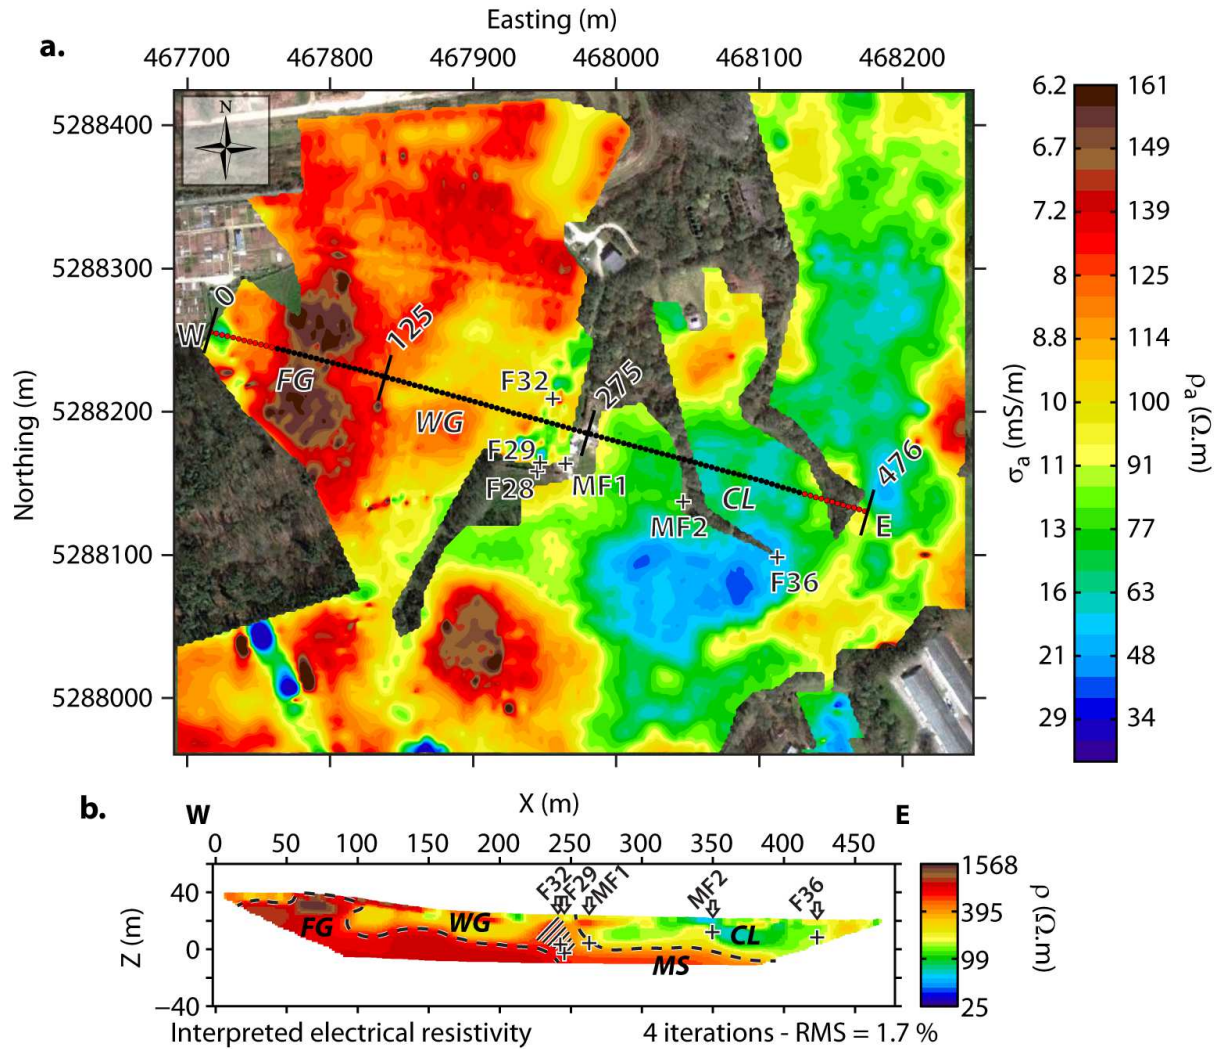 Easting (m)
a.
467700 467800 467900 468000 468100 468200
Northing (m)
5288400
5288300
5288200
5288100
5288000
N
W
0
125
275
476
E
FG
WG
CL
F32
F29
F28
MF1
MF2
F36
σa (mS/m)
6.2
6.7
7.2
8
8.8
10
11
13
16
21
29
ρa (Ω.m)
161
149
139
125
114
100
91
77
63
48
34
b.
W
X (m)
E
0 50 100 150 200 250 300 350 400 450
Z (m)
40
0
−40
F32
F29
MF1
MF2
F36
FG
WG
CL
MS
ρ (Ω.m)
1568
395
99
25
Interpreted electrical resistivity 4 iterations - RMS = 1.7 %